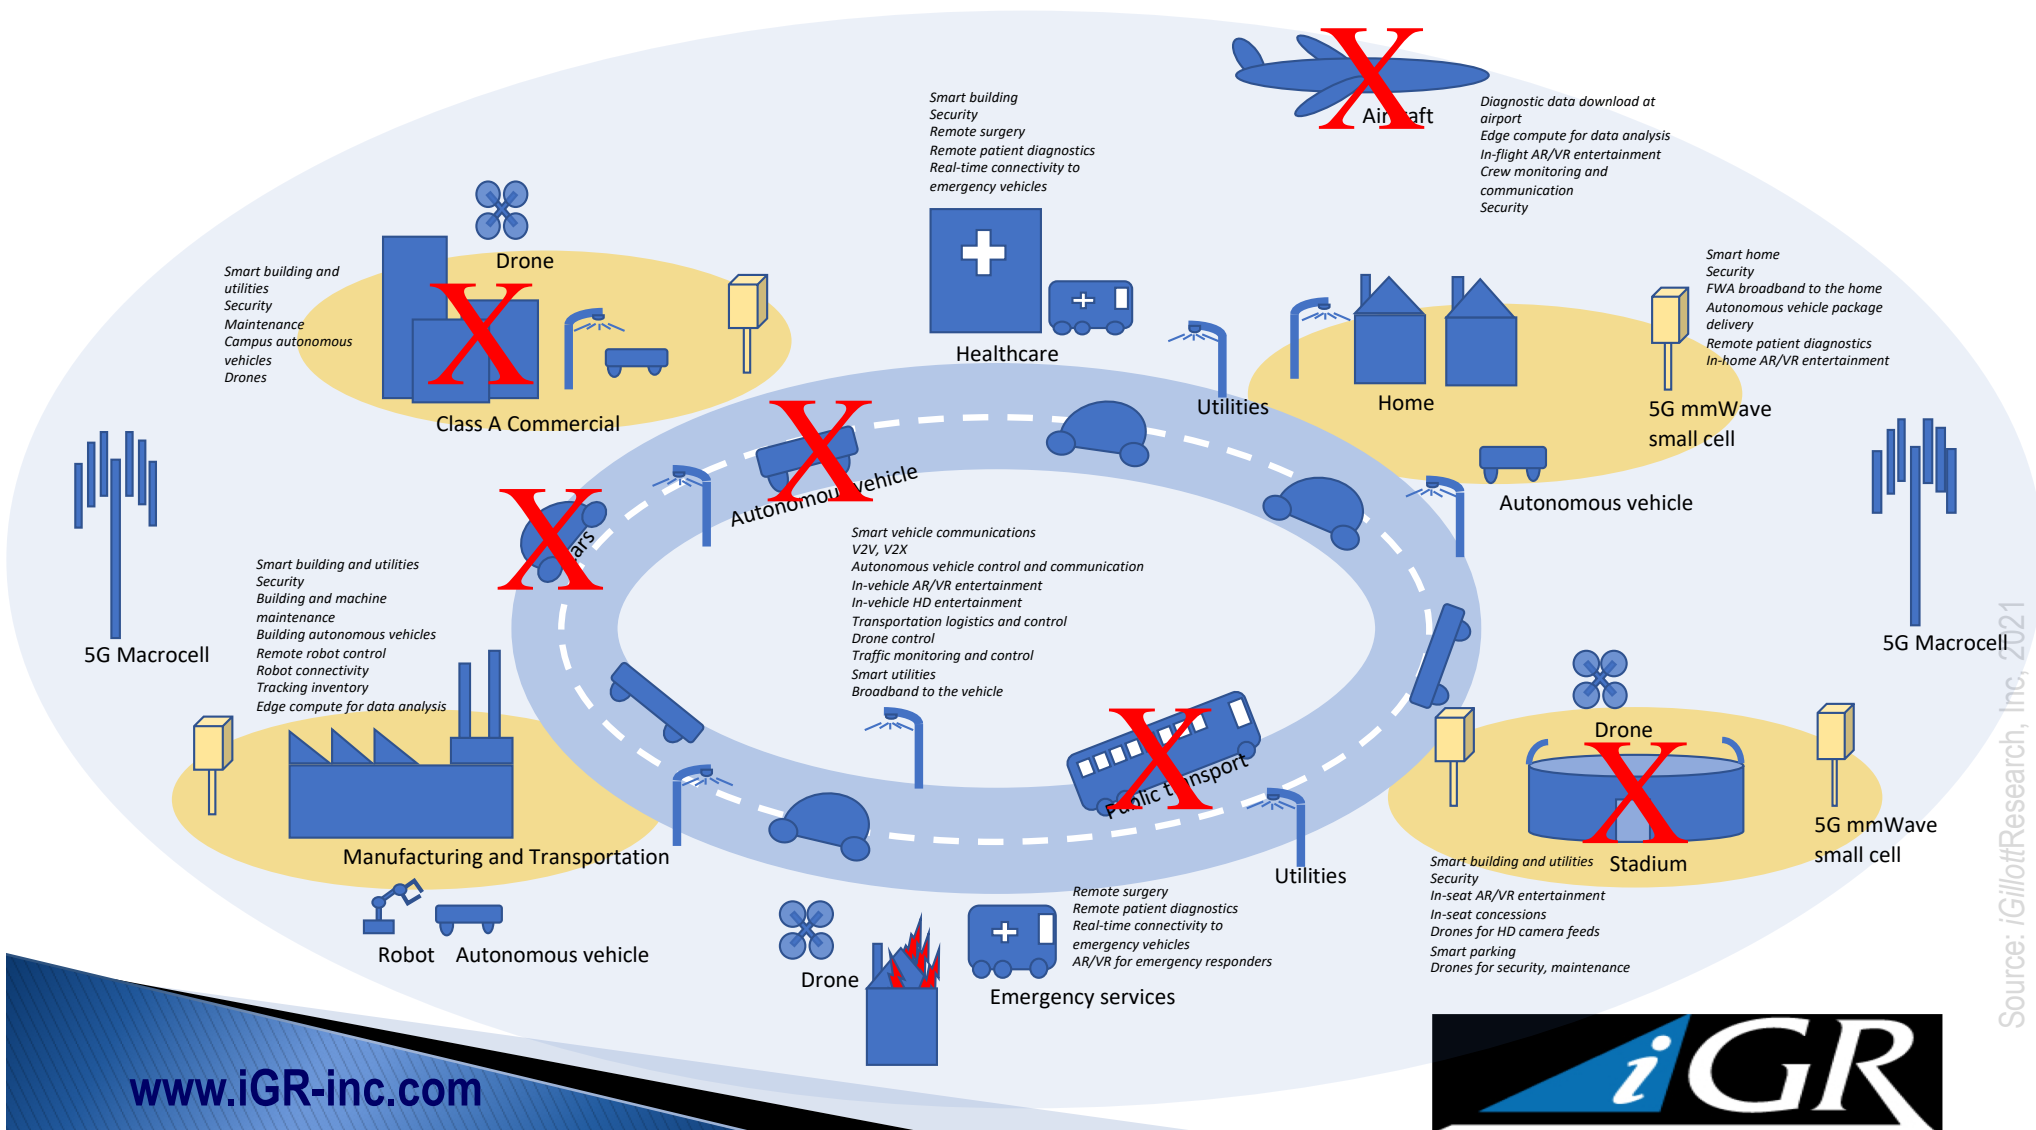 Aircraft
Diagnostic data download at
airport
Edge compute for data analysis
In-flight AR/VR entertainment
Crew monitoring and
communication
Security
Smart building
Security
Remote surgery
Remote patient diagnostics
Real-time connectivity to
emergency vehicles
Healthcare
Drone
Smart building and
utilities
Security
Maintenance
Campus autonomous
vehicles
Drones
X
X
Class A Commercial
Smart home
Security
FWA broadband to the home
Autonomous vehicle package
delivery
Remote patient diagnostics
In-home AR/VR entertainment
Utilities
Home
5G mmWave
small cell
Autonomous vehicle
X
Autonomous vehicle
X
Cars
5G Macrocell
5G Macrocell
Smart vehicle communications
V2V, V2X
Autonomous vehicle control and communication
In-vehicle AR/VR entertainment
In-vehicle HD entertainment
Transportation logistics and control
Drone control
Traffic monitoring and control
Smart utilities
Broadband to the vehicle
Smart building and utilities
Security
Building and machine
maintenance
Building autonomous vehicles
Remote robot control
Robot connectivity
Tracking inventory
Edge compute for data analysis
Manufacturing and Transportation
Robot
Autonomous vehicle
X
Public transport
Utilities
Drone
X
Stadium
5G mmWave
small cell
Smart building and utilities
Security
In-seat AR/VR entertainment
In-seat concessions
Drones for HD camera feeds
Smart parking
Drones for security, maintenance
Drone
Remote surgery
Remote patient diagnostics
Real-time connectivity to
emergency vehicles
AR/VR for emergency responders
Emergency services
Source: iGillottResearch, Inc, 2021
www.iGR-inc.com
iGR